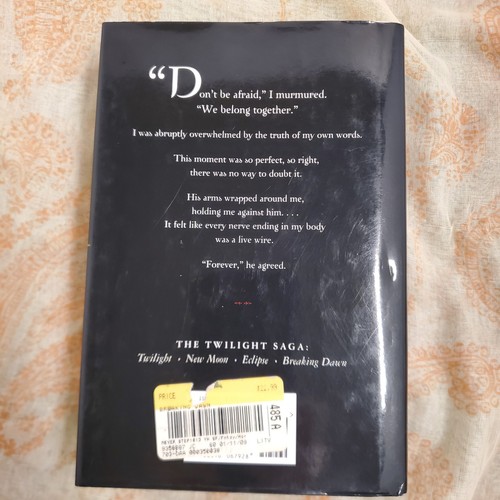 “Don't be afraid,” I murmured.
“We belong together.”
I was abruptly overwhelmed by the truth of my own words.
This moment was so perfect, so right,
there was no way to doubt it.
His arms wrapped around me,
holding me against him. . . .
It felt like every nerve ending in my body
was a live wire.
“Forever,” he agreed.
THE TWILIGHT SAGA:
Twilight • New Moon • Eclipse • Breaking Dawn
PRICE
485 A